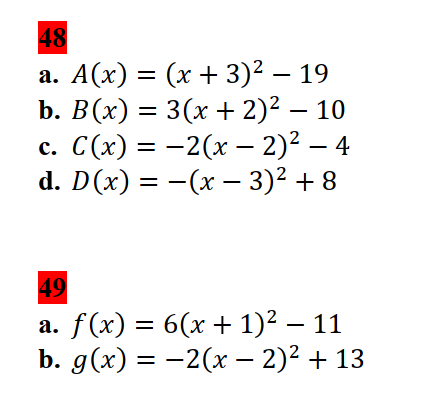 48
a. A(x) = (x + 3)² − 19
b. B(x) = 3(x + 2)² − 10
c. C(x) = −2(x − 2)² − 4
d. D(x) = −(x − 3)² + 8
49
a. f(x) = 6(x + 1)² − 11
b. g(x) = −2(x − 2)² + 13